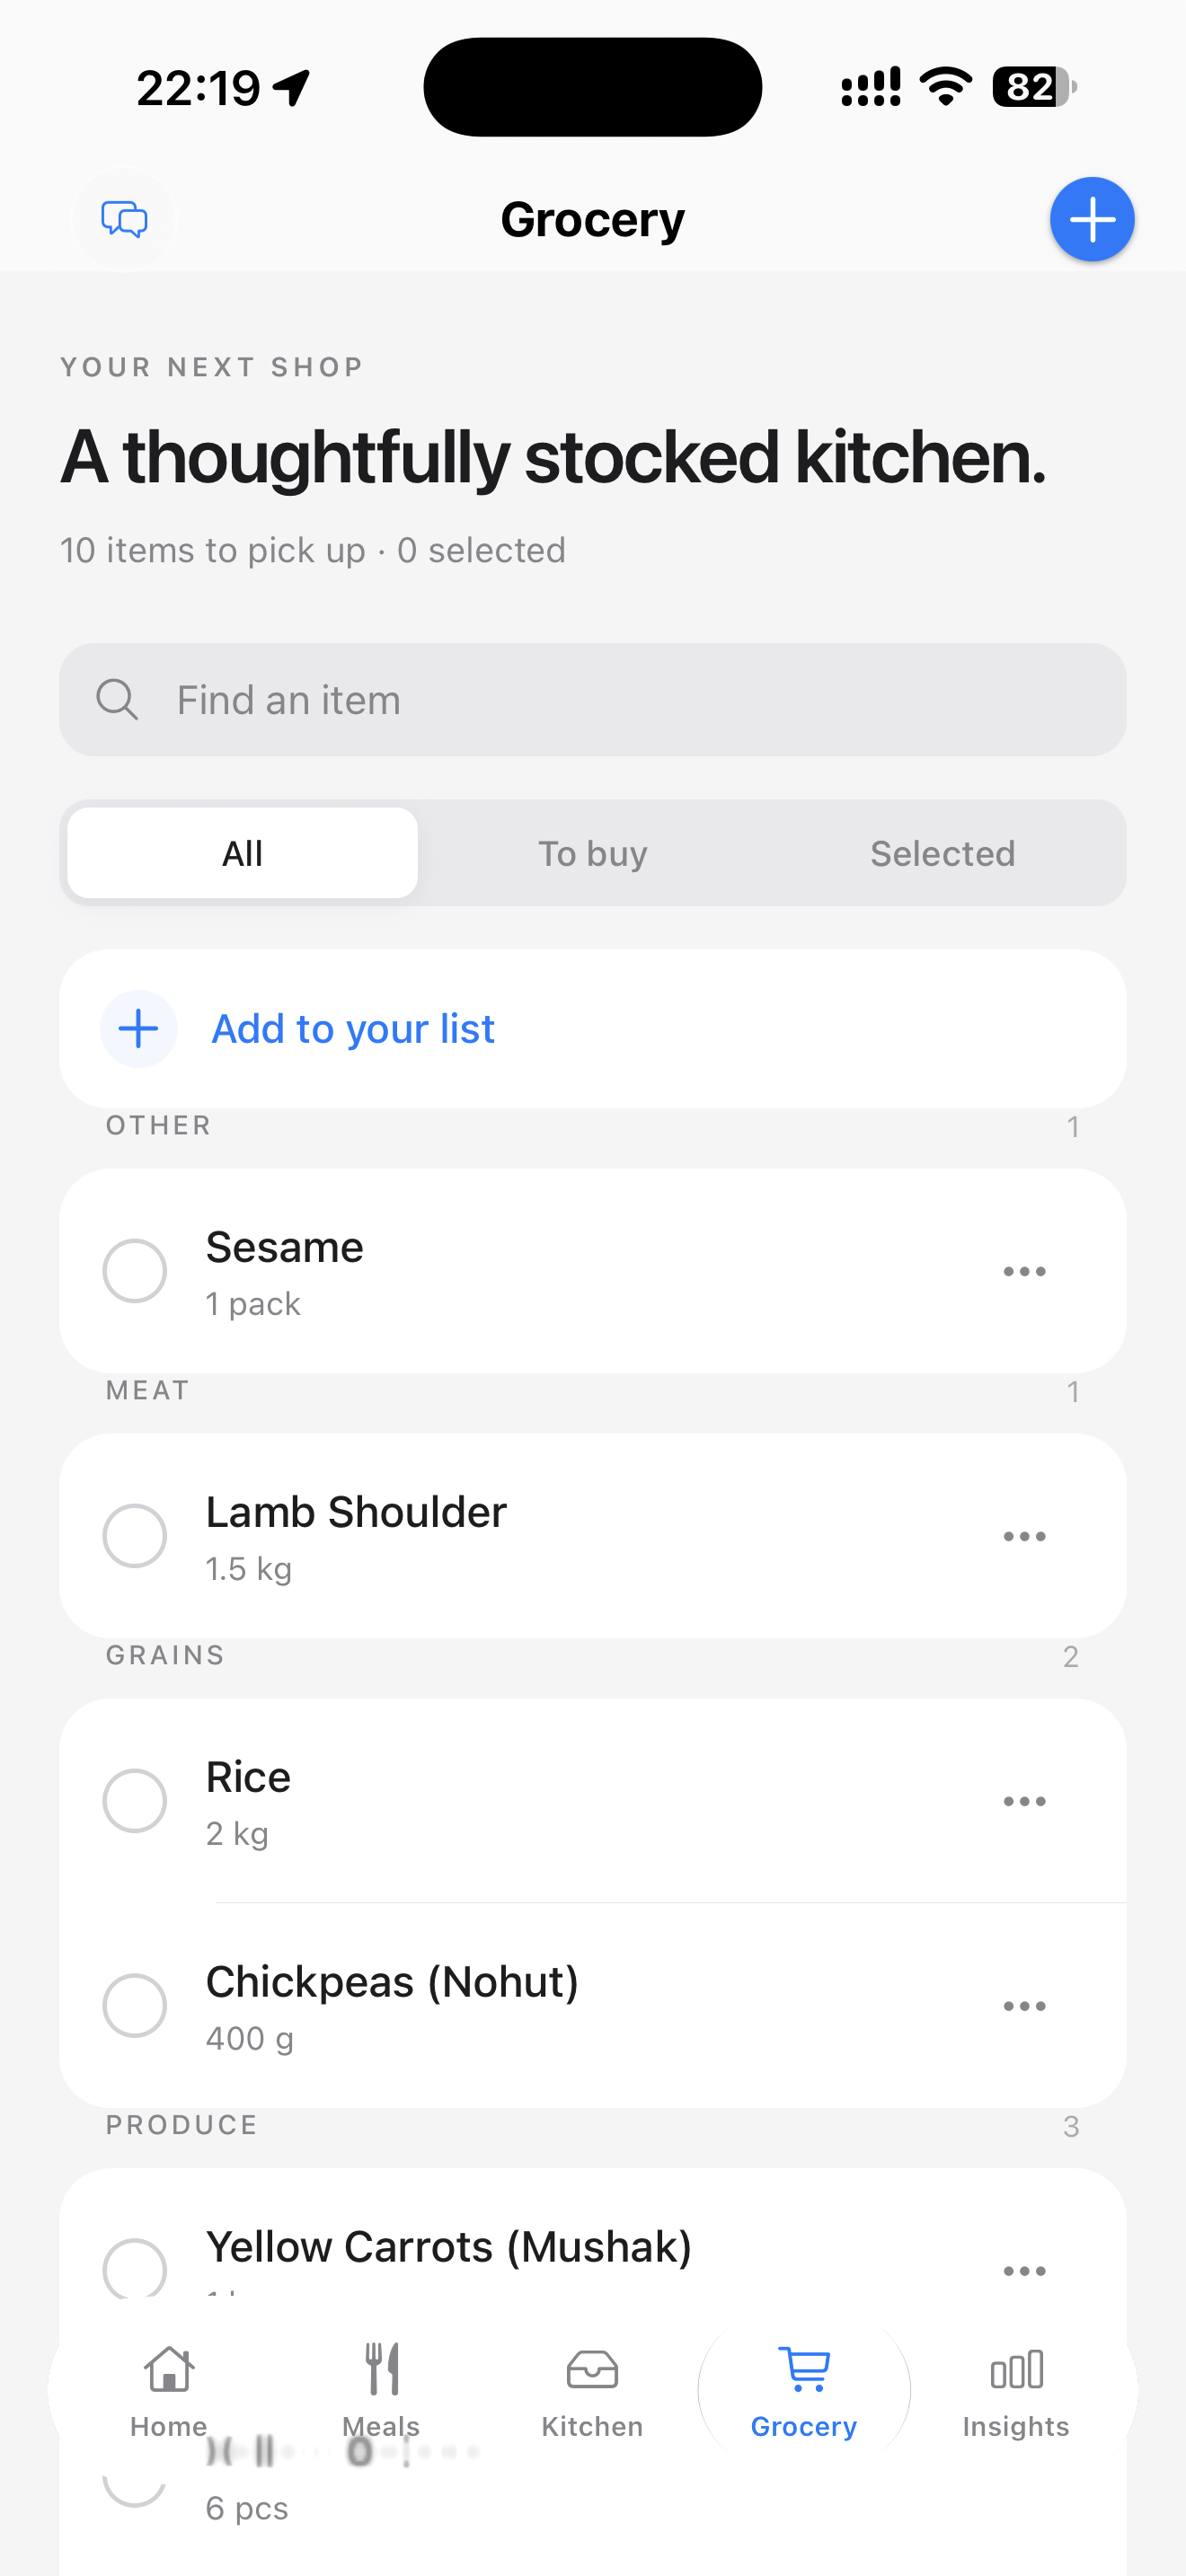 22:19
82
Grocery
YOUR NEXT SHOP
A thoughtfully stocked kitchen.
10 items to pick up · 0 selected
Find an item
All
To buy
Selected
Add to your list
OTHER
1
Sesame
1 pack
MEAT
1
Lamb Shoulder
1.5 kg
GRAINS
2
Rice
2 kg
Chickpeas (Nohut)
400 g
PRODUCE
3
Yellow Carrots (Mushak)
Home
Meals
Kitchen
Grocery
Insights
6 pcs